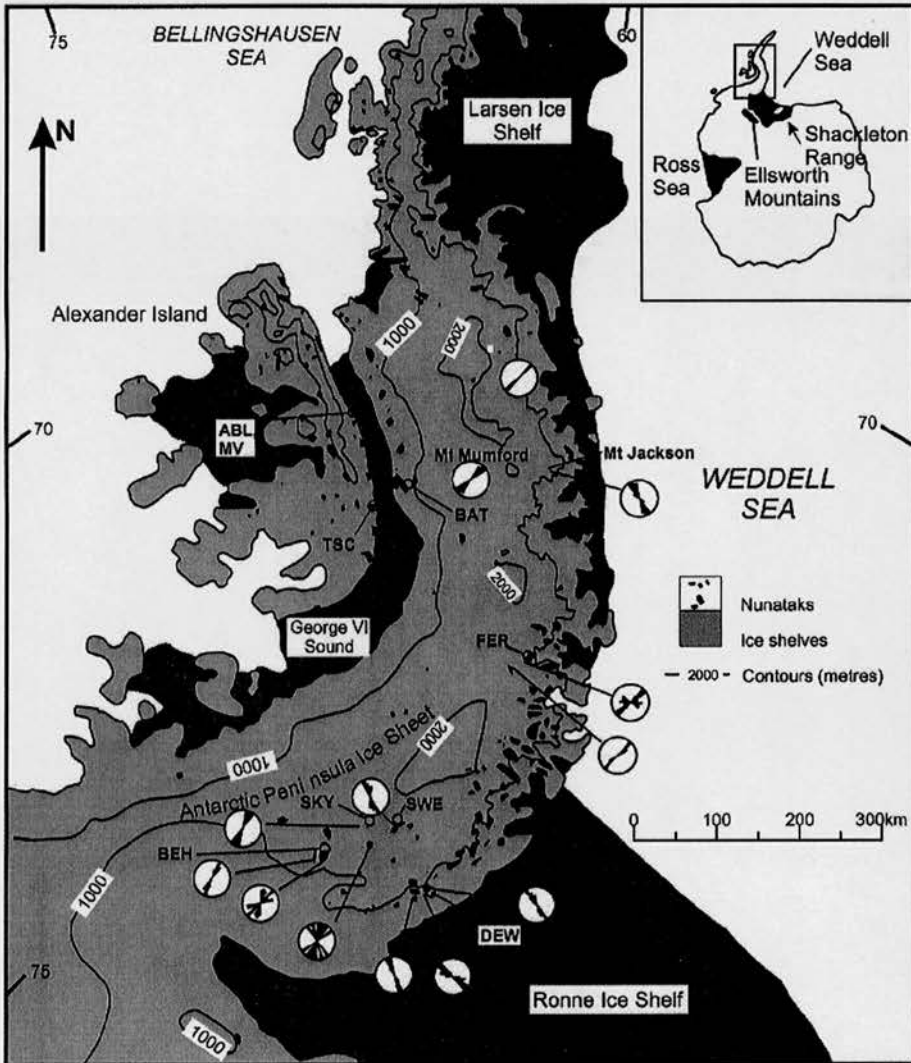 75
BELLINGSHAUSEN
SEA
60
Larsen Ice
Shelf
Weddell
Sea
Shackleton
Range
Ross
Sea
Ellsworth
Mountains
N
Alexander Island
1000
2000
70
ABL
MV
70
Mt Mumford
Mt Jackson
BAT
WEDDELL
SEA
TSC
2000
Nunataks
George VI
Sound
Ice shelves
FER
2000
Contours (metres)
2000
1000
Antarctic Peninsula Ice Sheet
SKY
SWE
0 100 200 300km
BEH
1000
DEW
75
Ronne Ice Shelf
1000